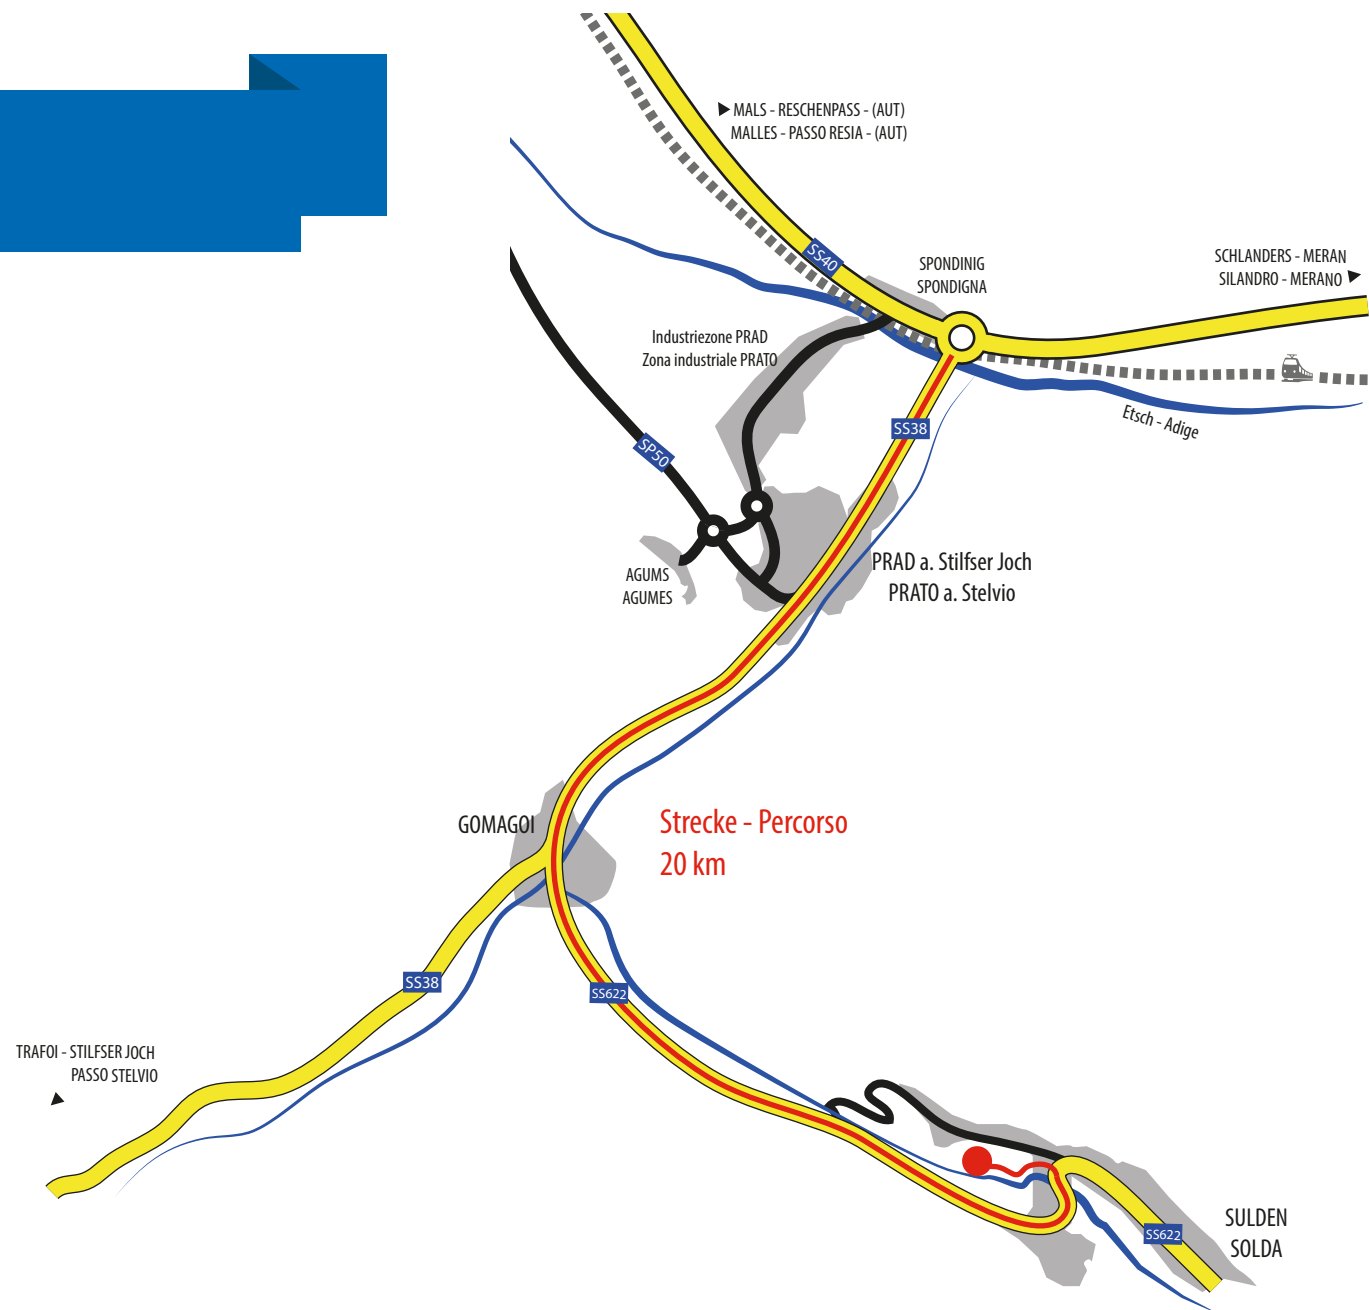 MALS - RESCHENPASS - (AUT)
MALLES - PASSO RESIA - (AUT)
SS40
SPONDINIG
SPONDIGNA
SCHLANDERS - MERAN
SILANDRO - MERANO
Industriezone PRAD
Zona industriale PRATO
Etsch - Adige
SS38
SP50
PRAD a. Stilfser Joch
PRATO a. Stelvio
AGUMS
AGUMES
GOMAGOI
Strecke - Percorso
20 km
SS38
SS622
TRAFOI - STILFSER JOCH
PASSO STELVIO
SULDEN
SOLDA
SS622